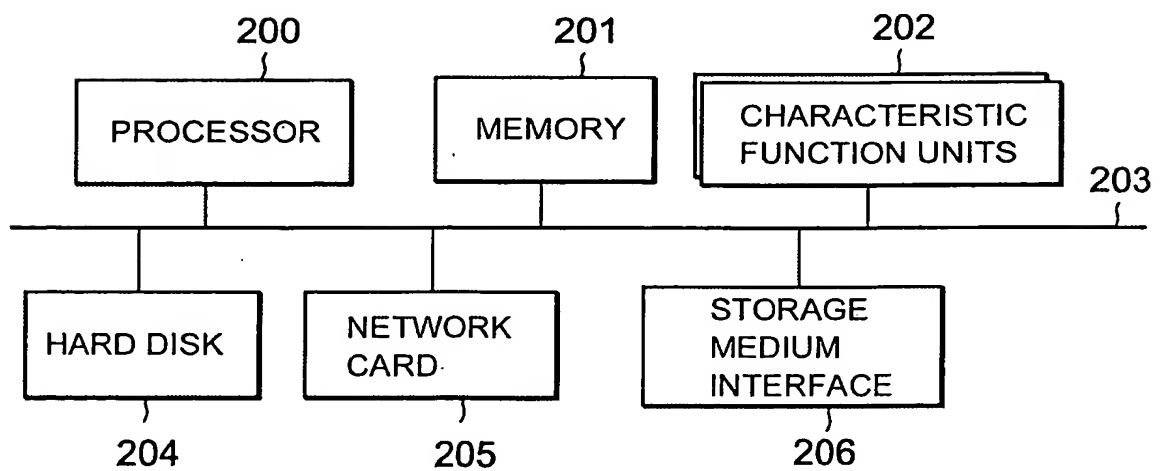 200
201
202
PROCESSOR
MEMORY
CHARACTERISTIC
FUNCTION UNITS
203
HARD DISK
NETWORK
CARD
STORAGE
MEDIUM
INTERFACE
204
205
206